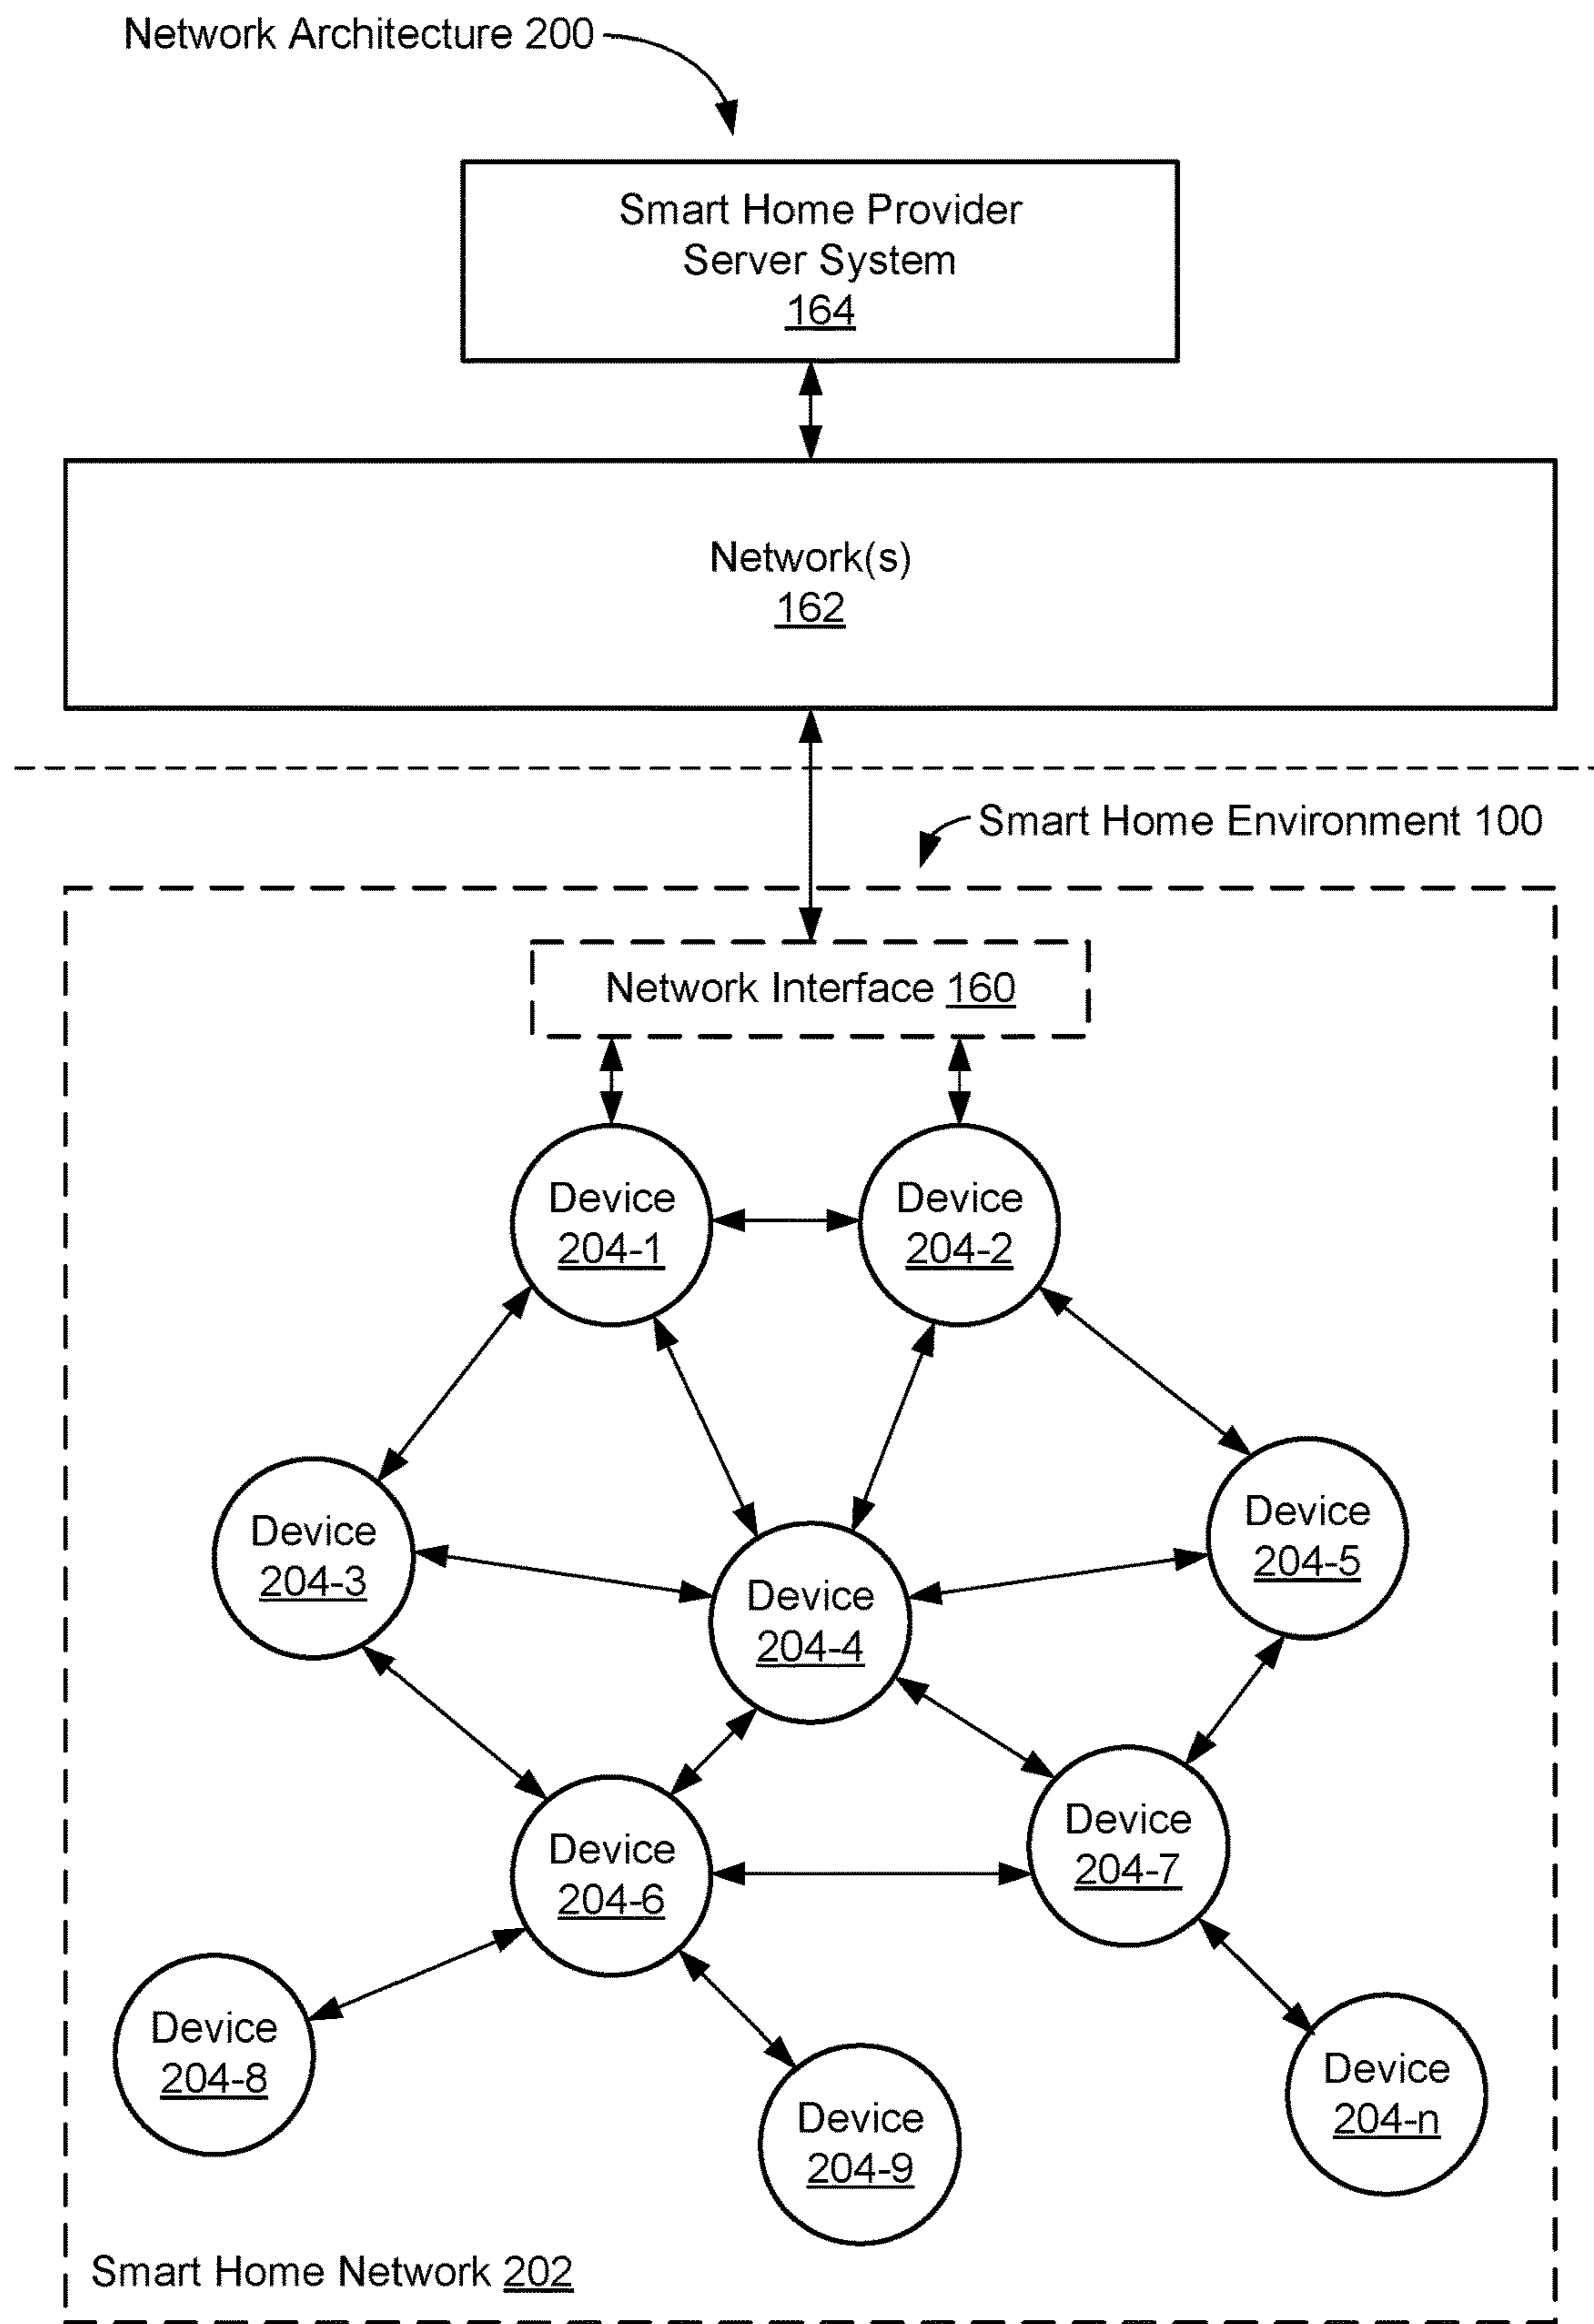 Network Architecture 200
Smart Home Provider
Server System
164
Network(s)
162
Smart Home Environment 100
Network Interface 160
Device
204-1
Device
204-2
Device
204-3
Device
204-4
Device
204-5
Device
204-6
Device
204-7
Device
204-8
Device
204-9
Device
204-n
Smart Home Network 202